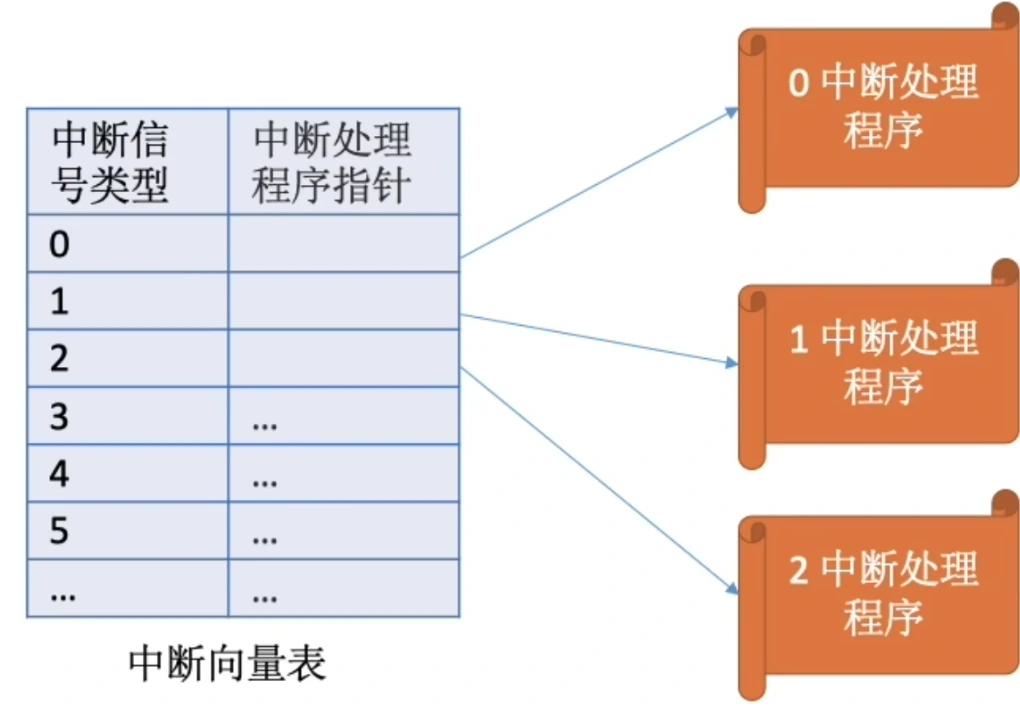 中断信
号类型
中断处理
程序指针
0
1
2
3
...
4
...
5
...
...
...
中断向量表
0 中断处理
程序
1 中断处理
程序
2 中断处理
程序